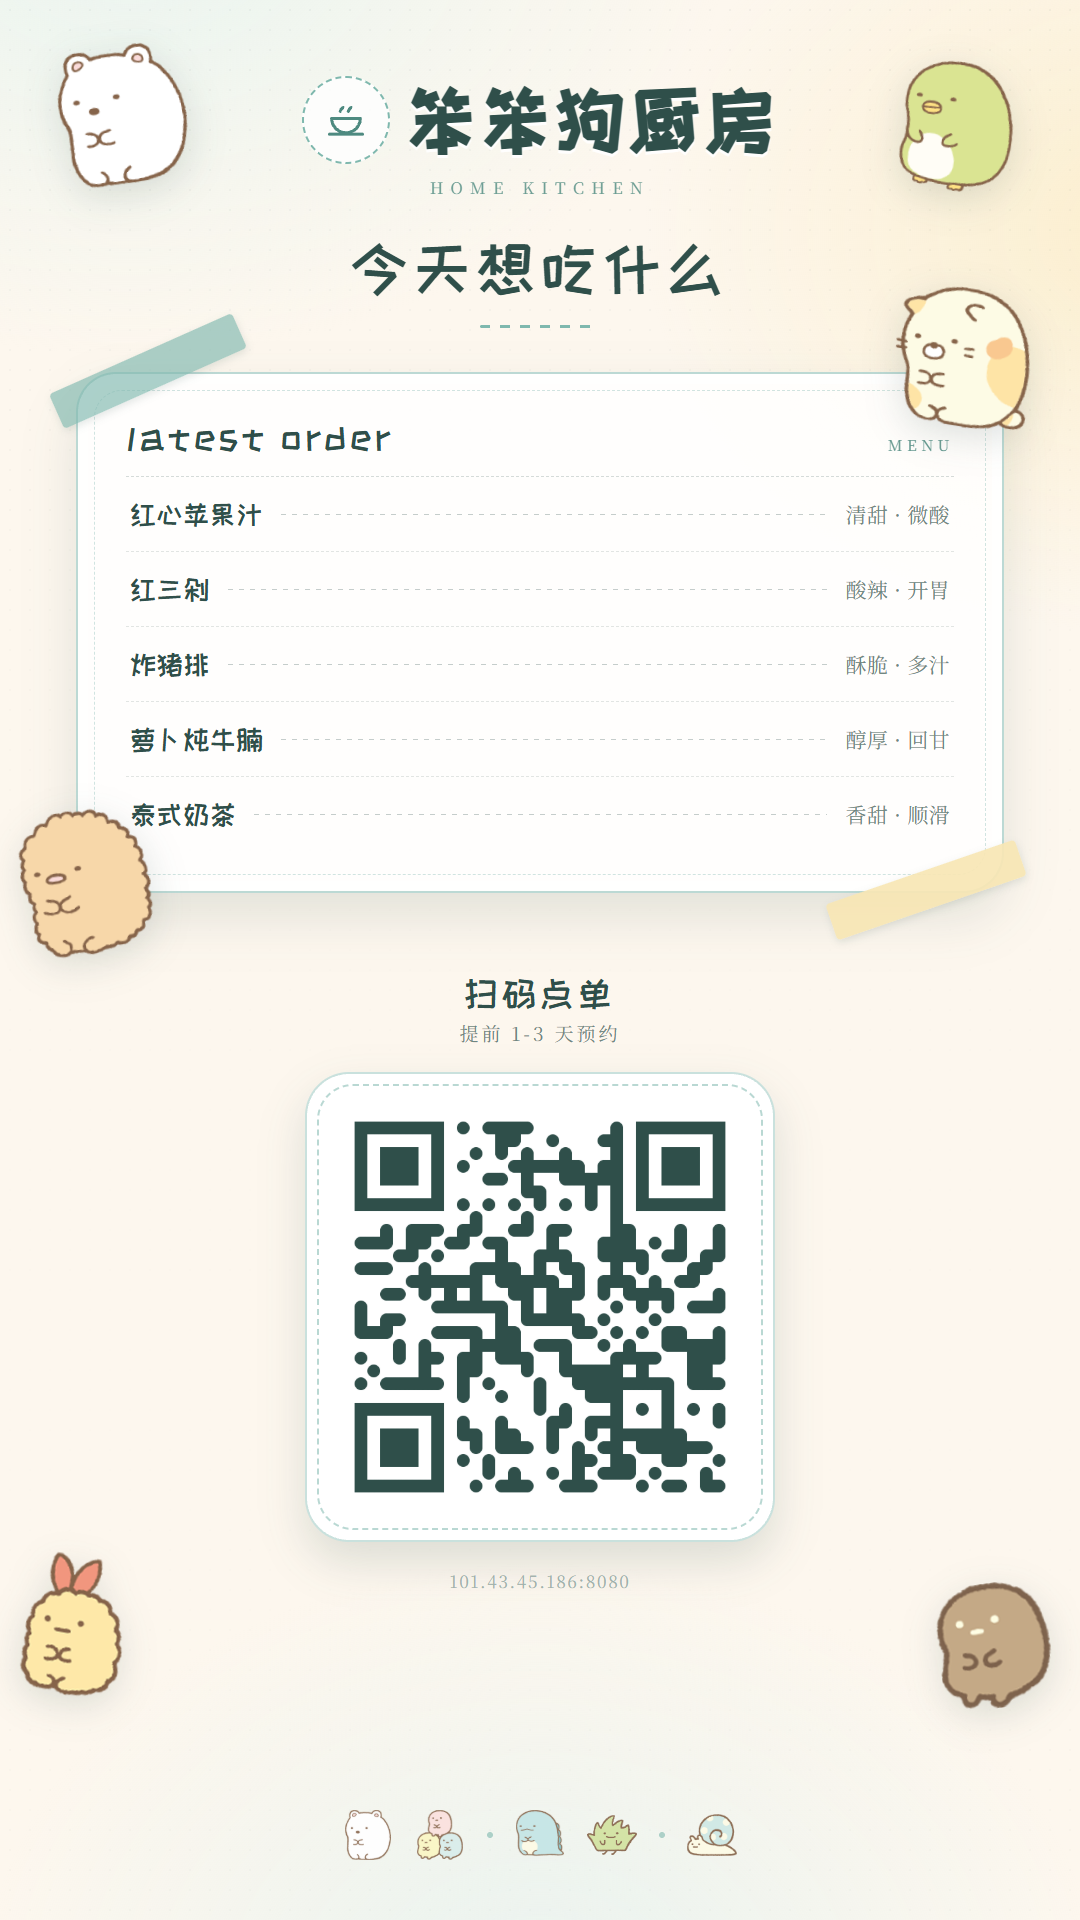 笨笨狗厨房
HOME KITCHEN
今天想吃什么
latest order
MENU
红心苹果汁 清甜 · 微酸
红三剁 酸辣 · 开胃
炸猪排 酥脆 · 多汁
萝卜炖牛腩 醇厚 · 回甘
泰式奶茶 香甜 · 顺滑
扫码点单
提前 1-3 天预约
101.43.45.186:8080